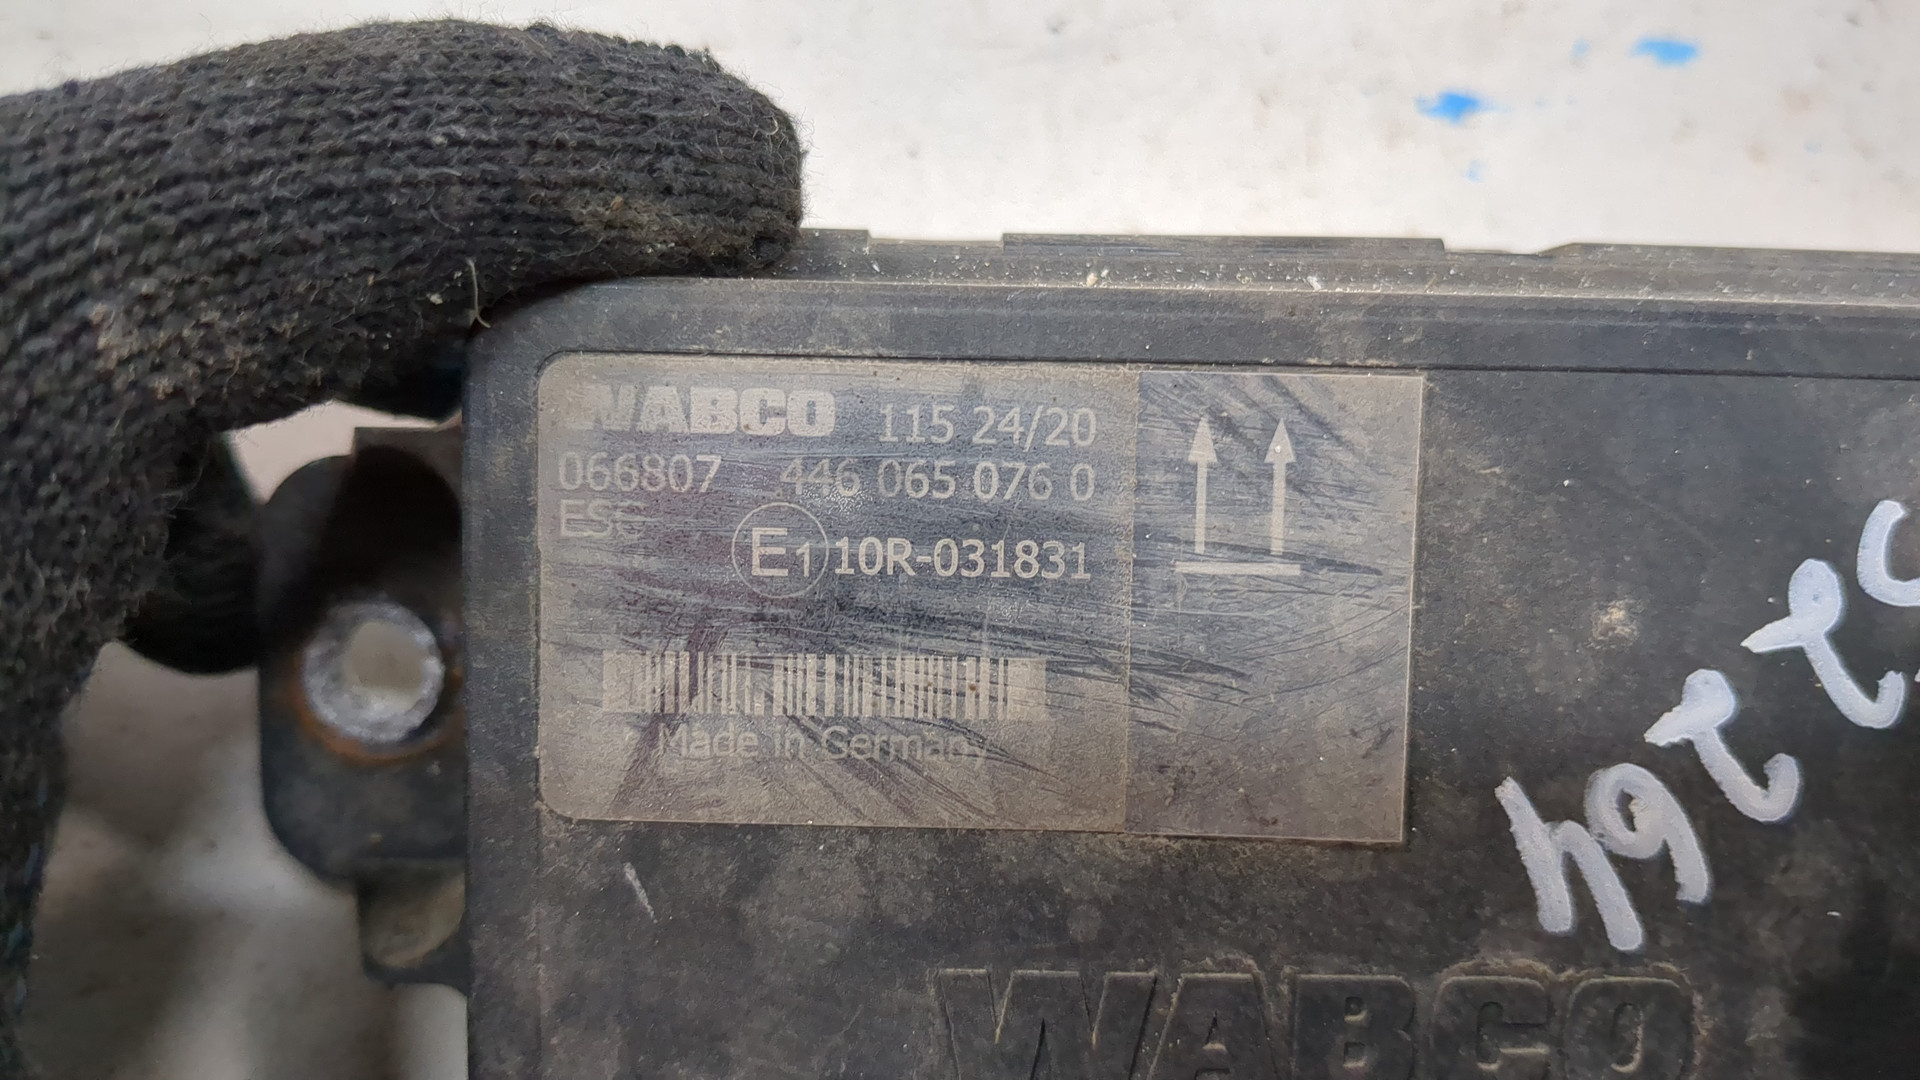 WABCO 115 24/20
066807 446 065 076 0
ESC
E1 10R-031831
Made in Germany
WABCO